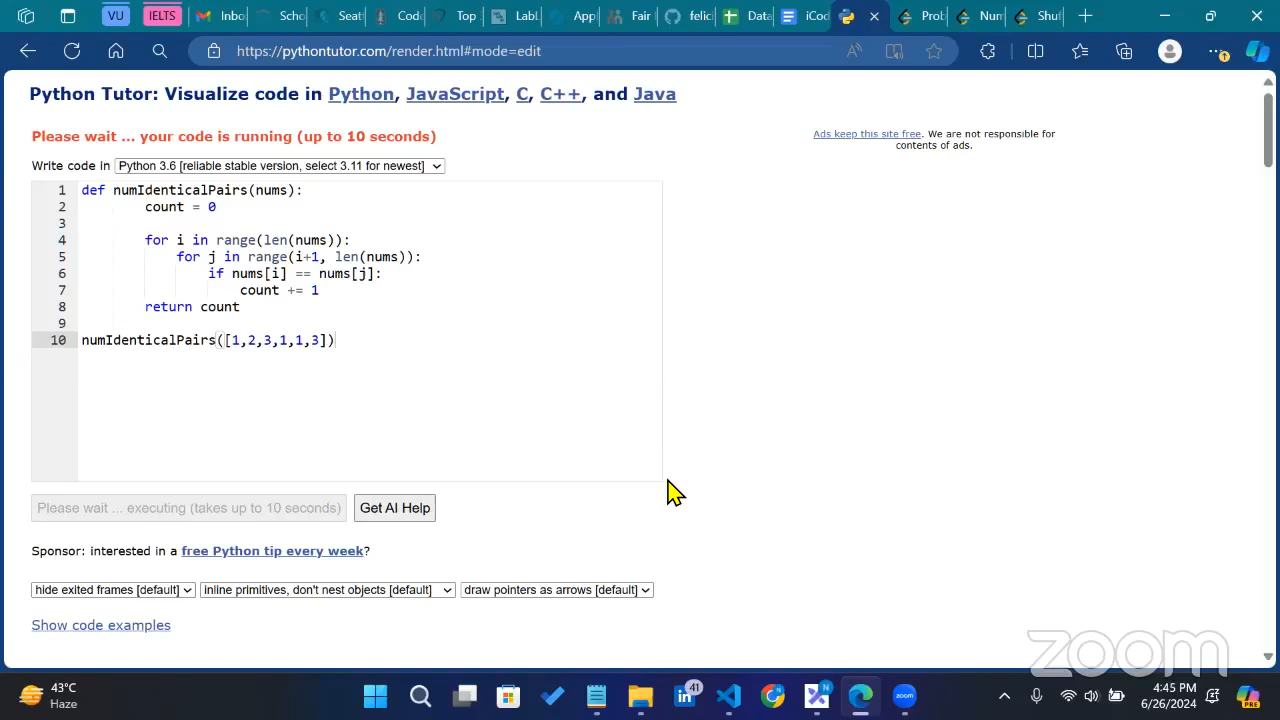 VU IELTS Inbo Scho Seat Code Top : LabL App Fair felici Data iCod Prob Num Shuf
https://pythontutor.com/render.html#mode=edit
Python Tutor: Visualize code in Python, JavaScript, C, C++, and Java
Please wait ... your code is running (up to 10 seconds)
Ads keep this site free. We are not responsible for
contents of ads.
Write code in Python 3.6 [reliable stable version, select 3.11 for newest]
1 def numIdenticalPairs(nums):
2 count = 0
3
4 for i in range(len(nums)):
5 for j in range(i+1, len(nums)):
6 if nums[i] == nums[j]:
7 count += 1
8 return count
9
10 numIdenticalPairs([1,2,3,1,1,3])
Please wait ... executing (takes up to 10 seconds) Get AI Help
Sponsor: interested in a free Python tip every week?
hide exited frames [default] inline primitives, don't nest objects [default] draw pointers as arrows [default]
Show code examples
zoom
43°C
Haze
41
zoom
4:45 PM
6/26/2024
PRE